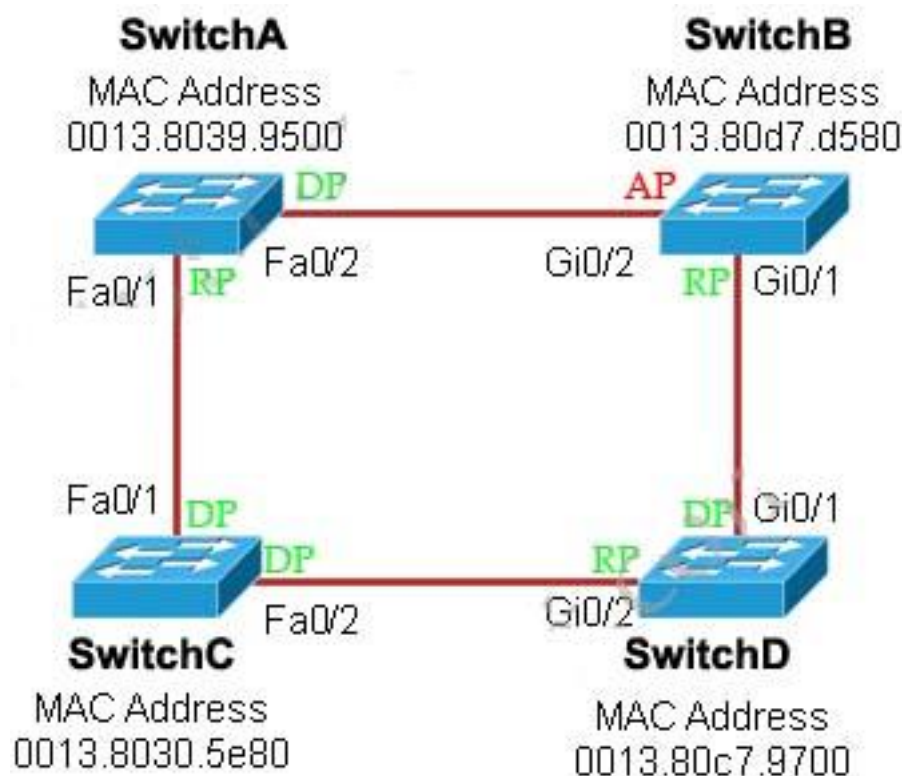 SwitchA
MAC Address
0013.8039.9500
SwitchB
MAC Address
0013.80d7.d580
DP
AP
Fa0/1
RP
Fa0/2
Gi0/2
RP
Gi0/1
Fa0/1
DP
DP
Fa0/2
RP
Gi0/2
DP
Gi0/1
SwitchC
MAC Address
0013.8030.5e80
SwitchD
MAC Address
0013.80c7.9700